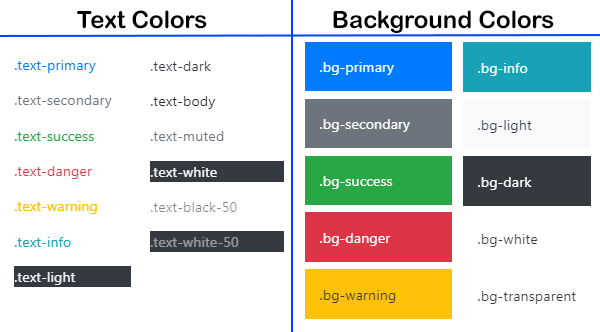 Text Colors
.text-primary
.text-secondary
.text-success
.text-danger
.text-warning
.text-info
.text-light
.text-dark
.text-body
.text-muted
.text-white
.text-black-50
.text-white-50
Background Colors
.bg-primary
.bg-secondary
.bg-success
.bg-danger
.bg-warning
.bg-info
.bg-light
.bg-dark
.bg-white
.bg-transparent